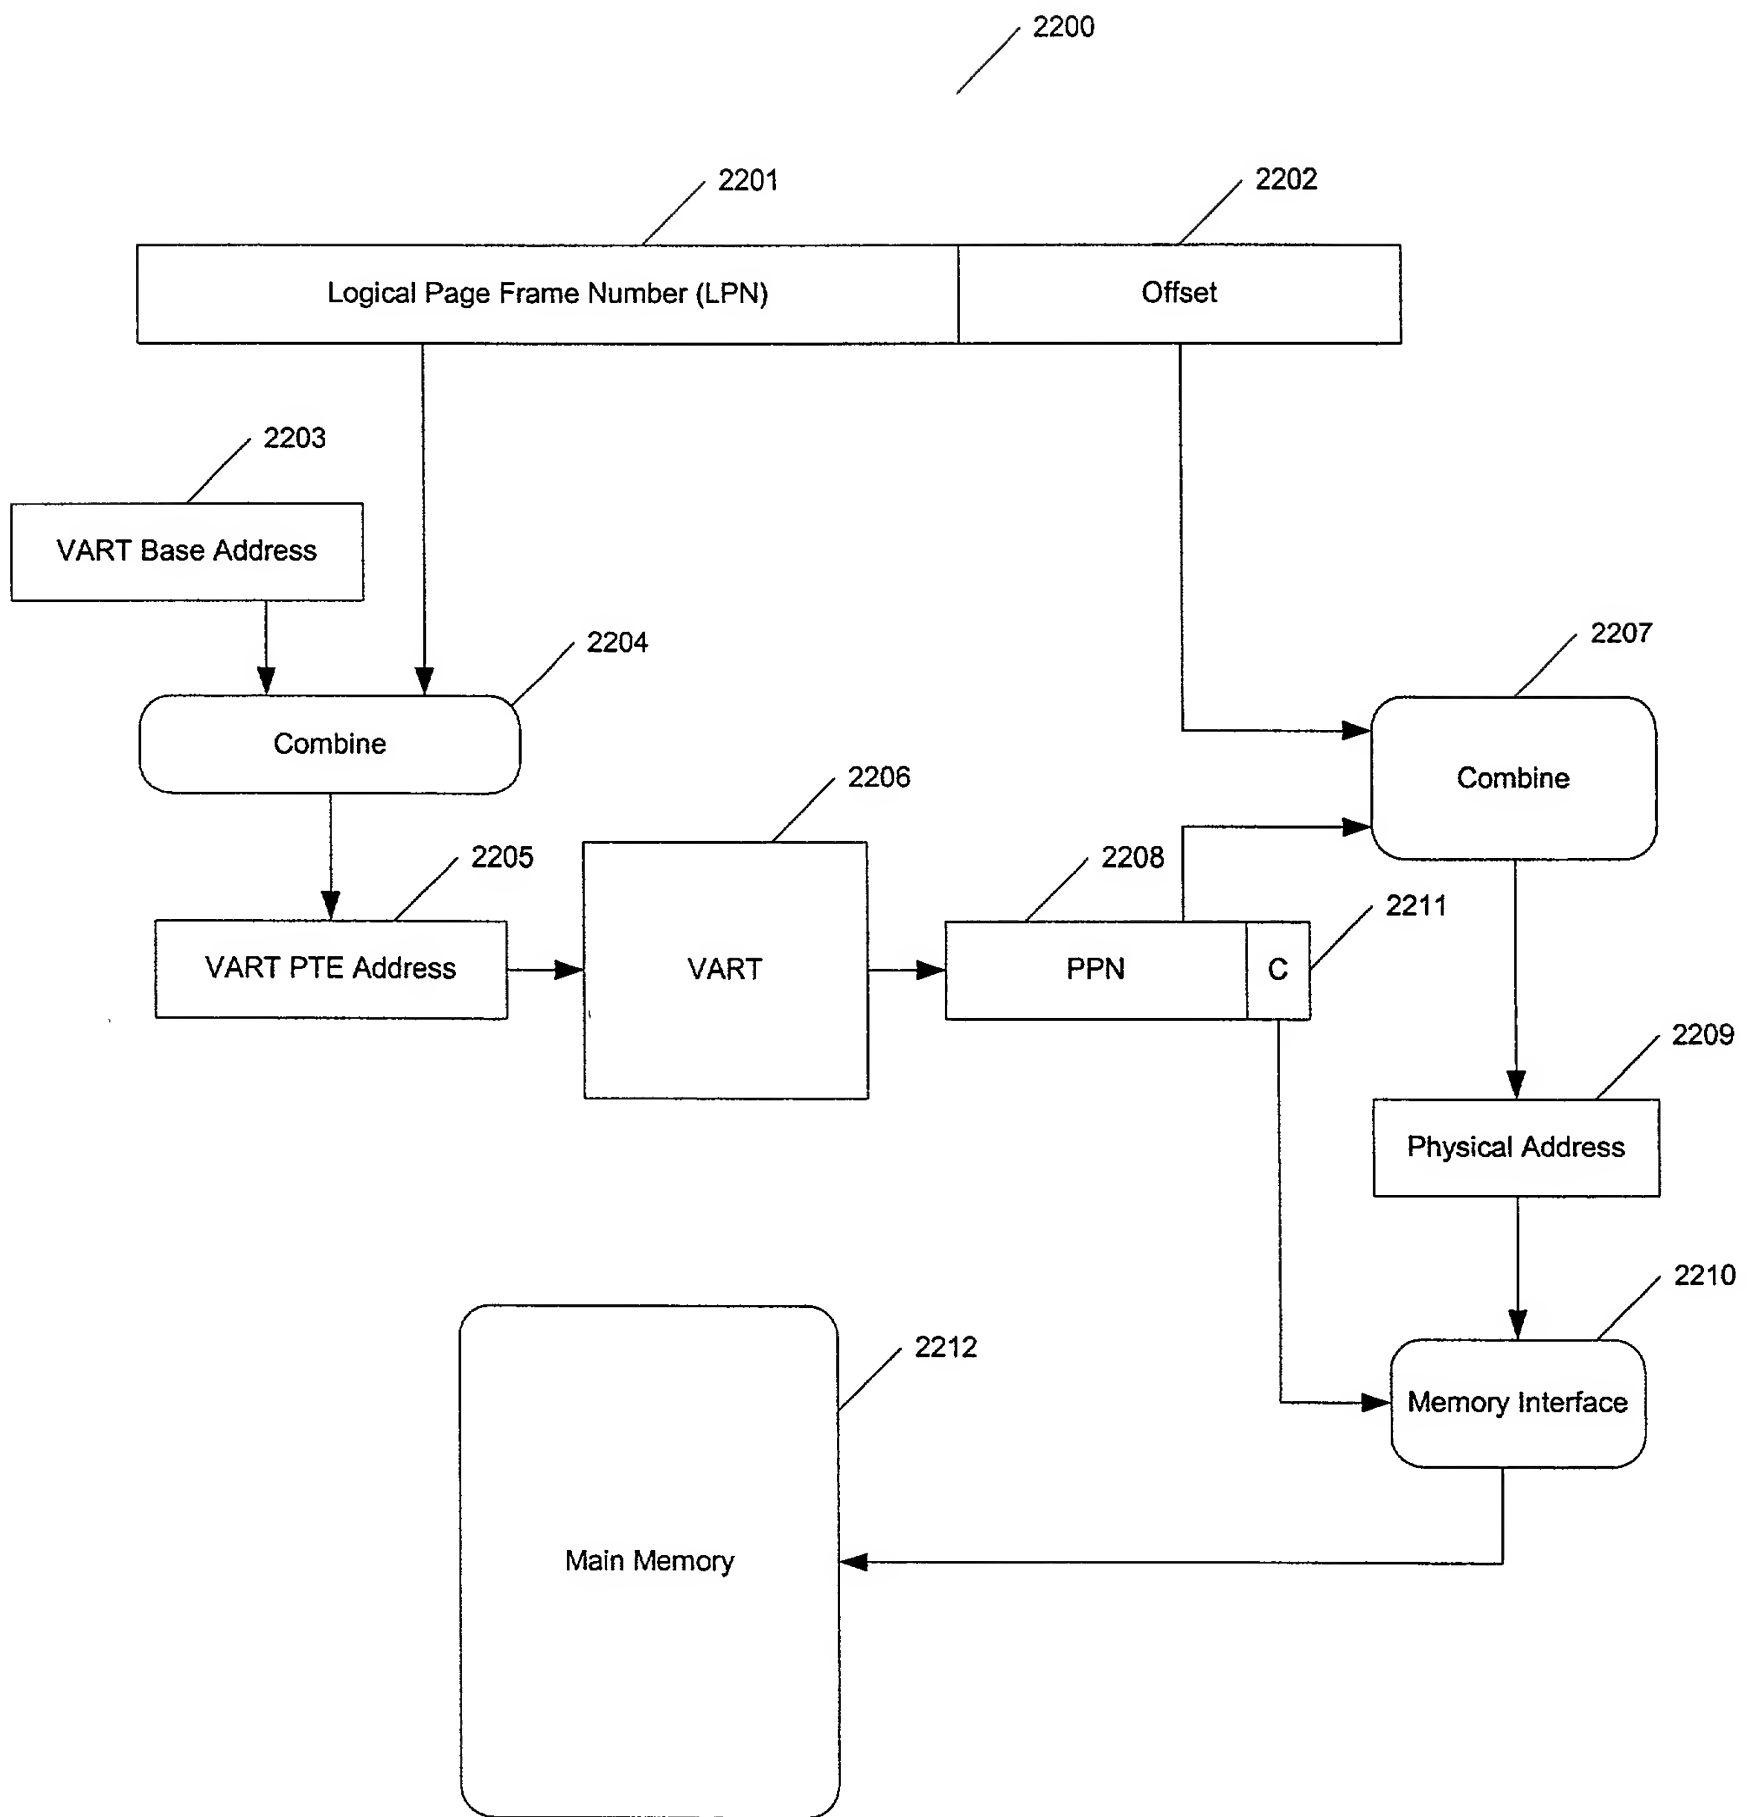 2200
2201
2202
Logical Page Frame Number (LPN)
Offset
2203
VART Base Address
2204
2207
Combine
Combine
2206
2205
2208
2211
VART PTE Address
VART
PPN
C
2209
Physical Address
2210
2212
Memory Interface
Main Memory